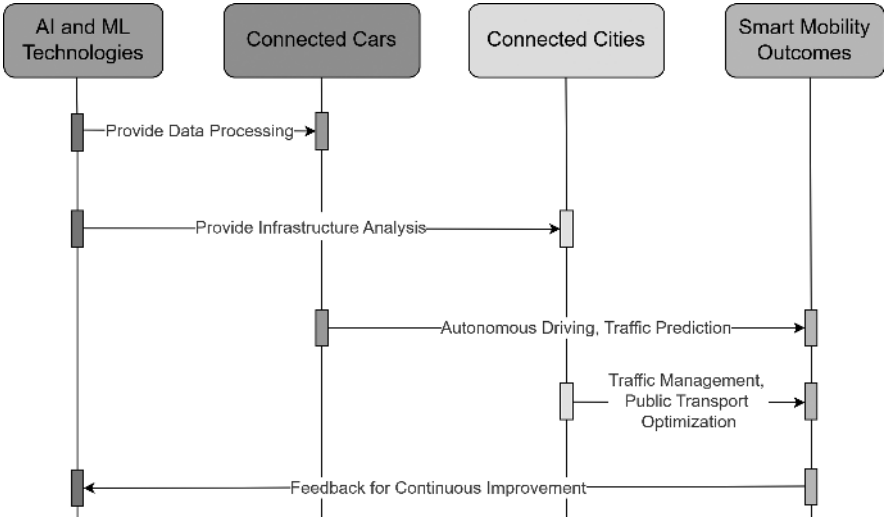 AI and ML
Technologies
Connected Cars
Connected Cities
Smart Mobility
Outcomes
Provide Data Processing
Provide Infrastructure Analysis
Autonomous Driving, Traffic Prediction
Traffic Management,
Public Transport
Optimization
Feedback for Continuous Improvement